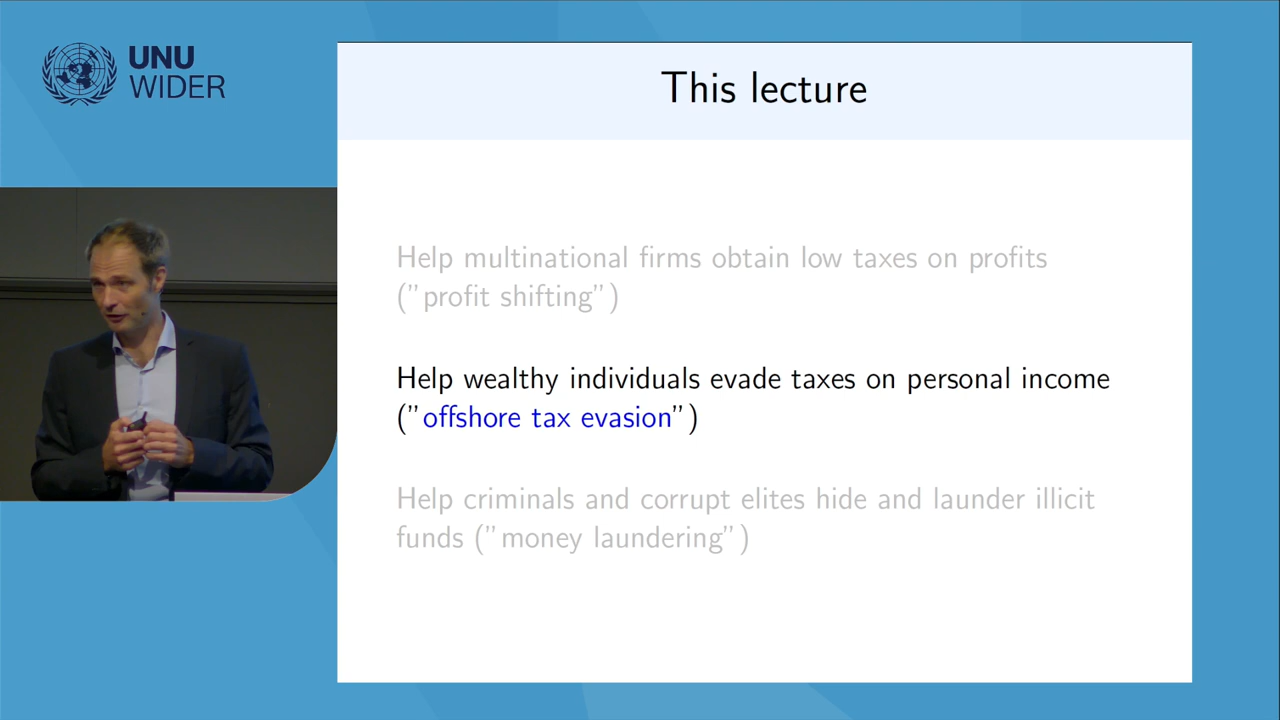 UNU
WIDER
This lecture
Help multinational firms obtain low taxes on profits
("profit shifting")
Help wealthy individuals evade taxes on personal income
("offshore tax evasion")
Help criminals and corrupt elites hide and launder illicit
funds ("money laundering")